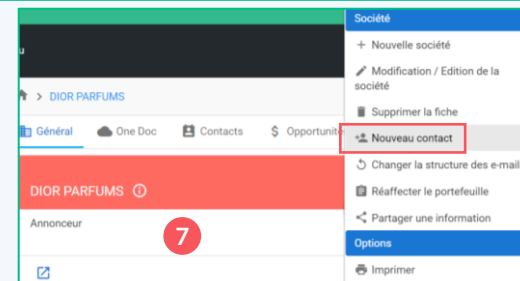 u
> DIOR PARFUMS
Général One Doc Contacts $ Opportunité
DIOR PARFUMS
Annonceur
7
Société
+ Nouvelle société
Modification / Edition de la
société
Supprimer la fiche
Nouveau contact
Changer la structure des e-mail
Réaffecter le portefeuille
Partager une information
Options
Imprimer